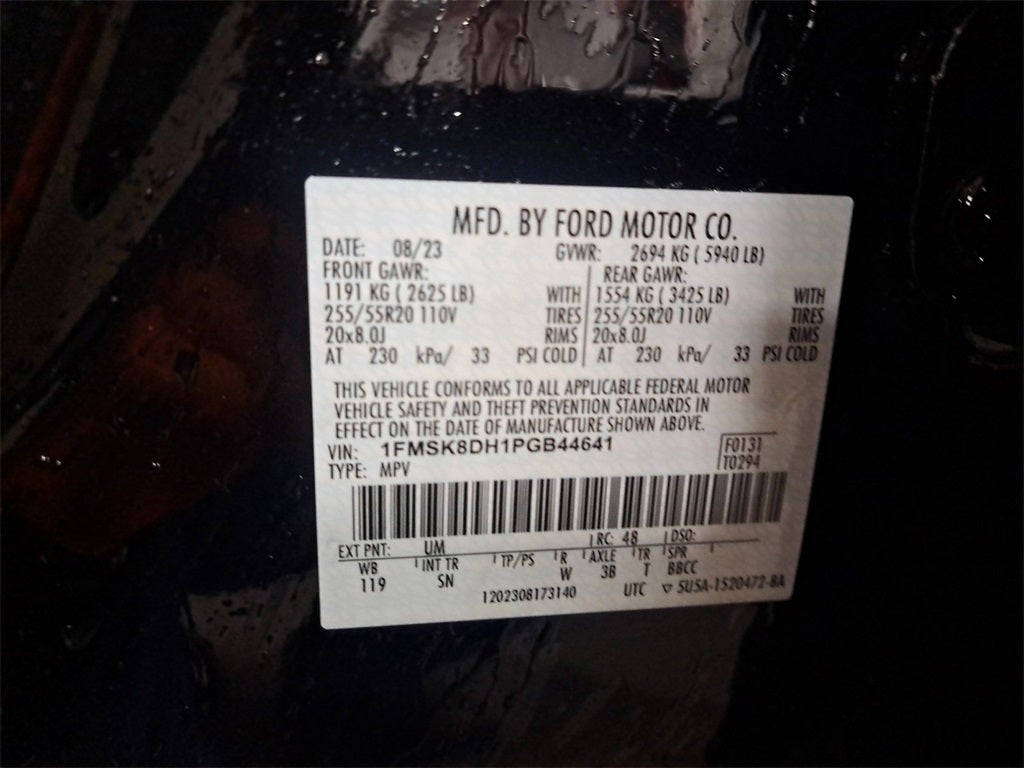 MFD. BY FORD MOTOR CO.
DATE: 08/23 GVWR: 2694 KG ( 5940 LB)
FRONT GAWR: REAR GAWR:
1191 KG ( 2625 LB) WITH 1554 KG ( 3425 LB) WITH
255/55R20 110V TIRES 255/55R20 110V TIRES
20x8.0J RIMS 20x8.0J RIMS
AT 230 kPa/ 33 PSI COLD AT 230 kPa/ 33 PSI COLD
THIS VEHICLE CONFORMS TO ALL APPLICABLE FEDERAL MOTOR
VEHICLE SAFETY AND THEFT PREVENTION STANDARDS IN
EFFECT ON THE DATE OF MANUFACTURE SHOWN ABOVE.
VIN: 1FMSK8DH1PGB44641 F0131
TYPE: MPV T0294
EXT PNT: UM RC: 48 DSO:
WB INT TR TP/PS R AXLE TR SPR
119 SN W 3B T BBCC
1202308173140 UTC ▽ 5U5A-1520472-BA